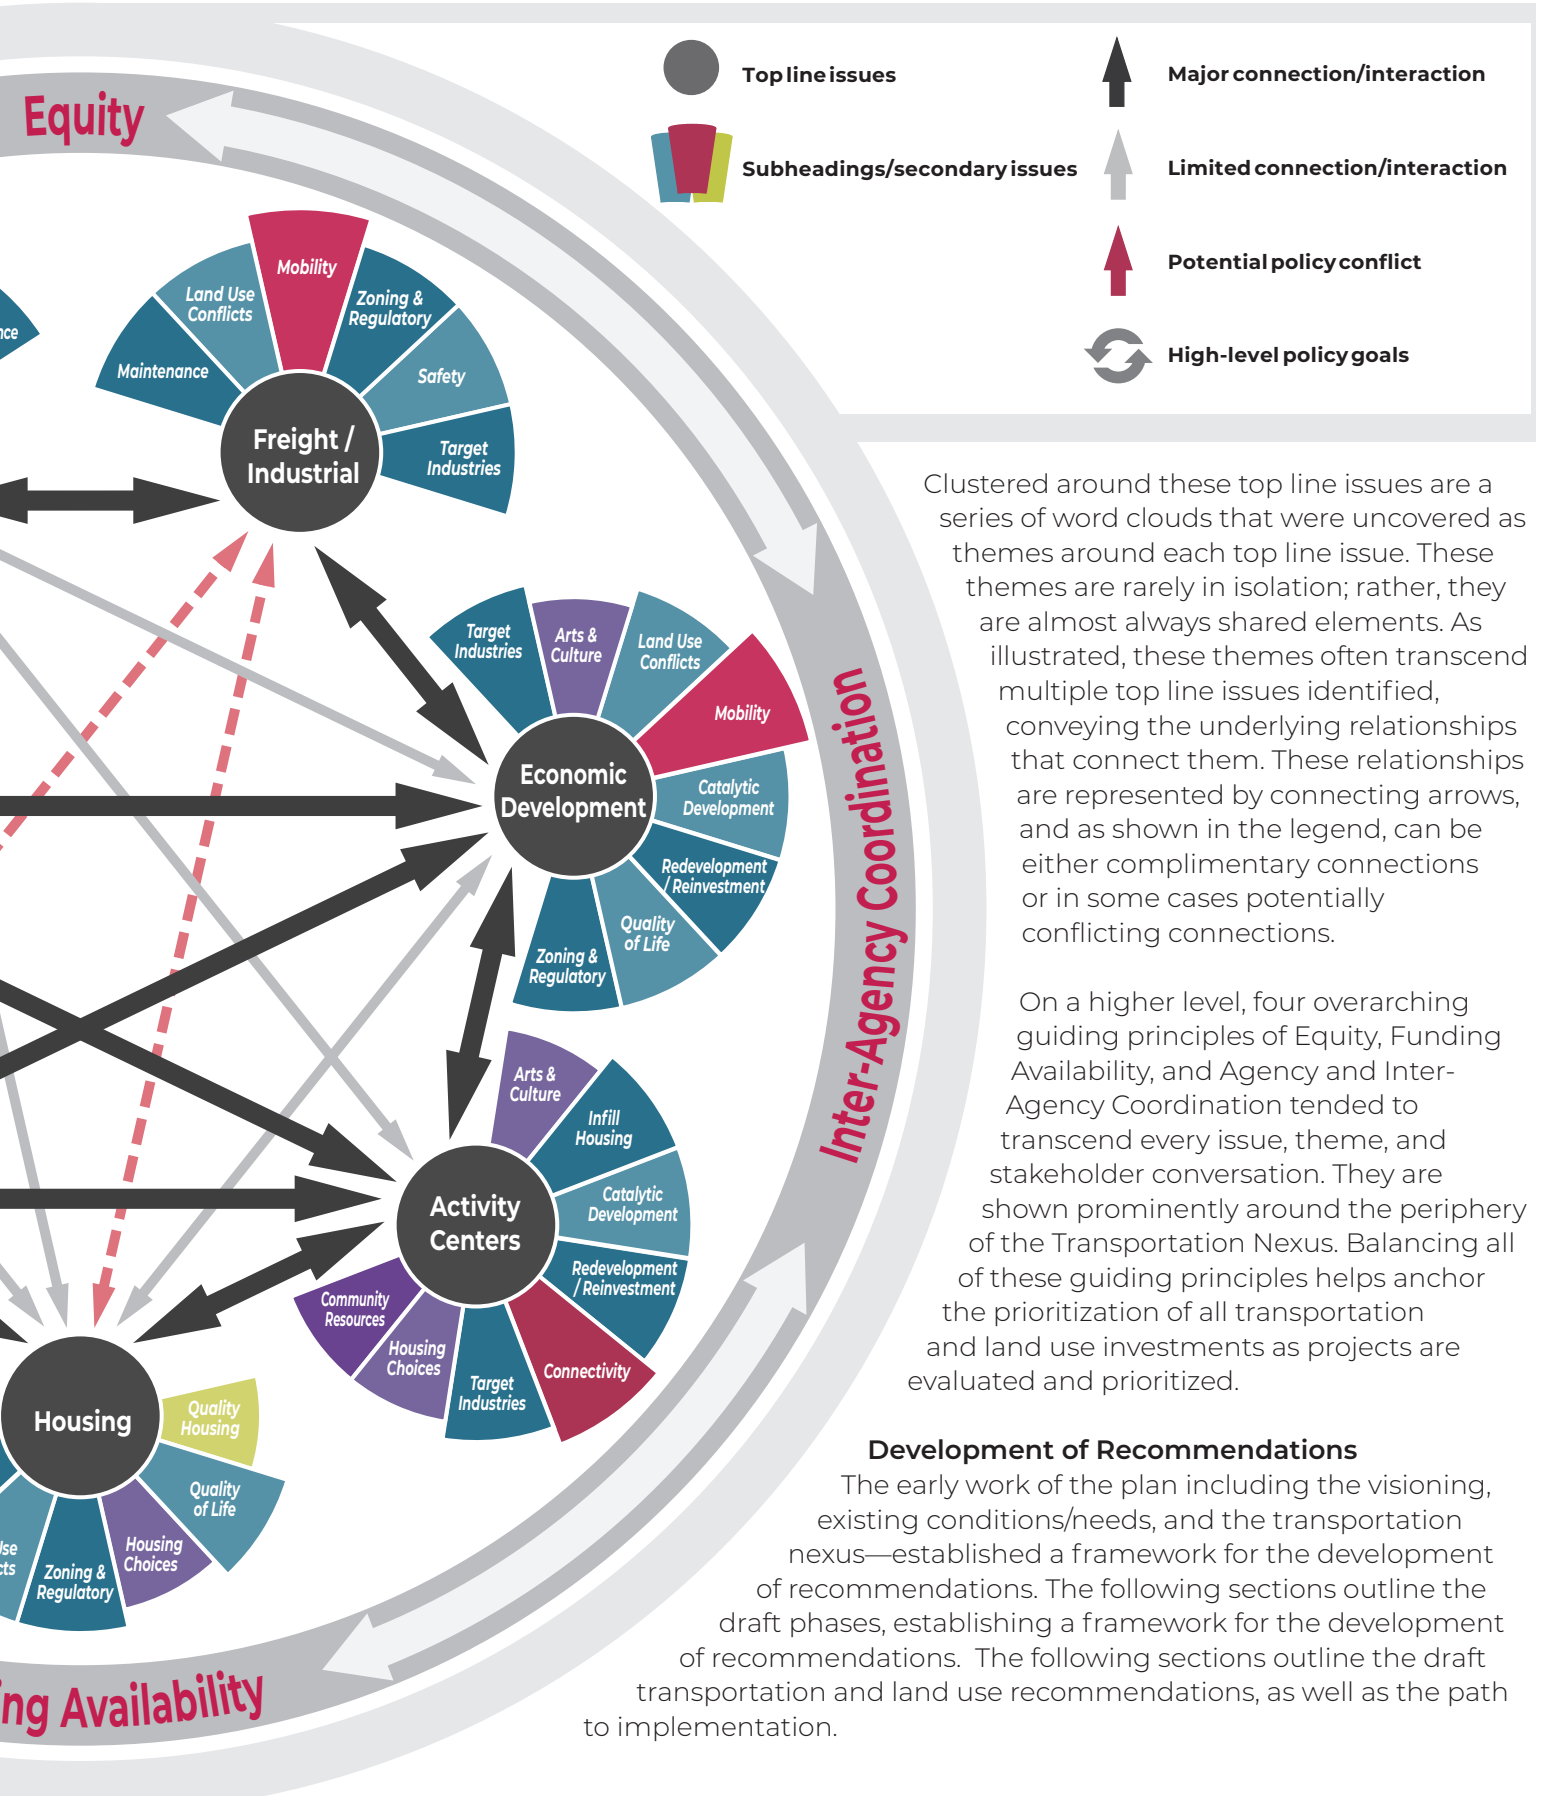 Equity
Top line issues
Subheadings/secondary issues
Major connection/interaction
Limited connection/interaction
Potential policy conflict
High-level policy goals
Mobility
Land Use
Conflicts
Zoning &
Regulatory
Maintenance
Safety
Target
Industries
Freight /
Industrial
Target
Industries
Arts &
Culture
Land Use
Conflicts
Mobility
Catalytic
Development
Redevelopment
/ Reinvestment
Quality
of Life
Zoning &
Regulatory
Economic
Development
Inter-Agency Coordination
Arts &
Culture
Infill
Housing
Catalytic
Development
Redevelopment
/ Reinvestment
Connectivity
Target
Industries
Housing
Choices
Community
Resources
Activity
Centers
Housing
Quality
Housing
Quality
of Life
Housing
Choices
Zoning &
Regulatory
Availability
Clustered around these top line issues are a
series of word clouds that were uncovered as
themes around each top line issue. These
themes are rarely in isolation; rather, they
are almost always shared elements. As
illustrated, these themes often transcend
multiple top line issues identified,
conveying the underlying relationships
that connect them. These relationships
are represented by connecting arrows,
and as shown in the legend, can be
either complimentary connections
or in some cases potentially
conflicting connections.
On a higher level, four overarching
guiding principles of Equity, Funding
Availability, and Agency and Inter-
Agency Coordination tended to
transcend every issue, theme, and
stakeholder conversation. They are
shown prominently around the periphery
of the Transportation Nexus. Balancing all
of these guiding principles helps anchor
the prioritization of all transportation
and land use investments as projects are
evaluated and prioritized.
Development of Recommendations
The early work of the plan including the visioning,
existing conditions/needs, and the transportation
nexus—established a framework for the development
of recommendations. The following sections outline the
draft phases, establishing a framework for the development
of recommendations.  The following sections outline the draft
transportation and land use recommendations, as well as the path
to implementation.